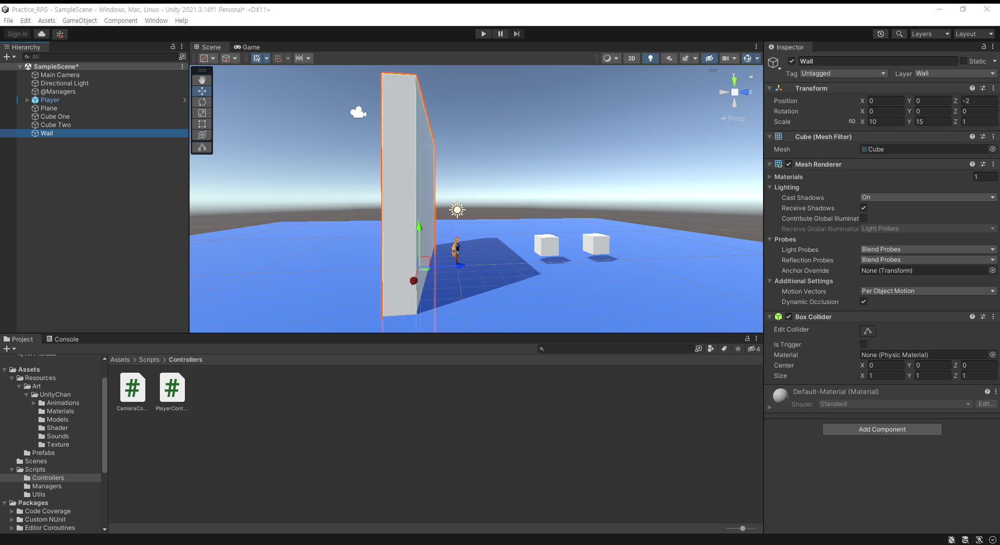 Practice_RPG - SampleScene - Windows, Mac, Linux - Unity 2021.3.16f1 Personal* <DX11>
File Edit Assets GameObject Component Window Help
Sign in
Layers
Layout
Hierarchy
All
SampleScene*
Main Camera
Directional Light
@Managers
Player
Plane
Cube One
Cube Two
Wall
Scene
Game
2D
y
z
Persp
Inspector
Wall
Static
Tag Untagged Layer Wall
Transform
Position X 0 Y 0 Z -2
Rotation X 0 Y 0 Z 0
Scale X 10 Y 15 Z 1
Cube (Mesh Filter)
Mesh Cube
Mesh Renderer
Materials 1
Lighting
Cast Shadows On
Receive Shadows
Contribute Global Illuminat
Receive Global Illumination Light Probes
Probes
Light Probes Blend Probes
Reflection Probes Blend Probes
Anchor Override None (Transform)
Additional Settings
Motion Vectors Per Object Motion
Dynamic Occlusion
Box Collider
Edit Collider
Is Trigger
Material None (Physic Material)
Center X 0 Y 0 Z 0
Size X 1 Y 1 Z 1
Default-Material (Material)
Shader Standard Edit...
Add Component
Project
Console
4
All Prefabs
Assets
Resources
Art
UnityChan
Animations
Materials
Models
Shader
Sounds
Texture
Prefabs
Scenes
Scripts
Controllers
Managers
Utils
Packages
Code Coverage
Custom NUnit
Editor Coroutines
Assets > Scripts > Controllers
#
#
CameraCo...
PlayerCont...